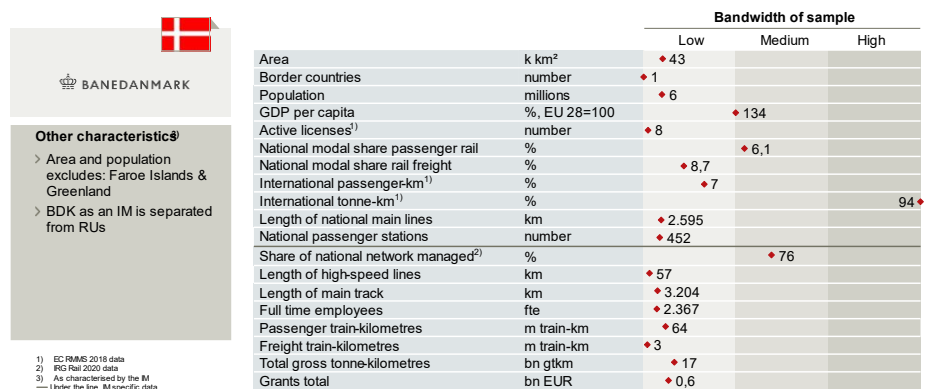 Bandwidth of sample
Low Medium High
BANEDANMARK
Other characteristics3)
Area and population
excludes: Faroe Islands &
Greenland
BDK as an IM is separated
from RUs
Area k km² 43
Border countries number 1
Population millions 6
GDP per capita %, EU 28=100 134
Active licenses1) number 8
National modal share passenger rail % 6,1
National modal share rail freight % 8,7
International passenger-km1) % 7
International tonne-km1) % 94
Length of national main lines km 2.595
National passenger stations number 452
Share of national network managed2) % 76
Length of high-speed lines km 57
Length of main track km 3.204
Full time employees fte 2.367
Passenger train-kilometres m train-km 64
Freight train-kilometres m train-km 3
Total gross tonne-kilometres bn gtkm 17
Grants total bn EUR 0,6
1) EC RMMS 2018 data
2) IRG Rail 2020 data
3) As characterised by the IM
Under the line, IM specific data